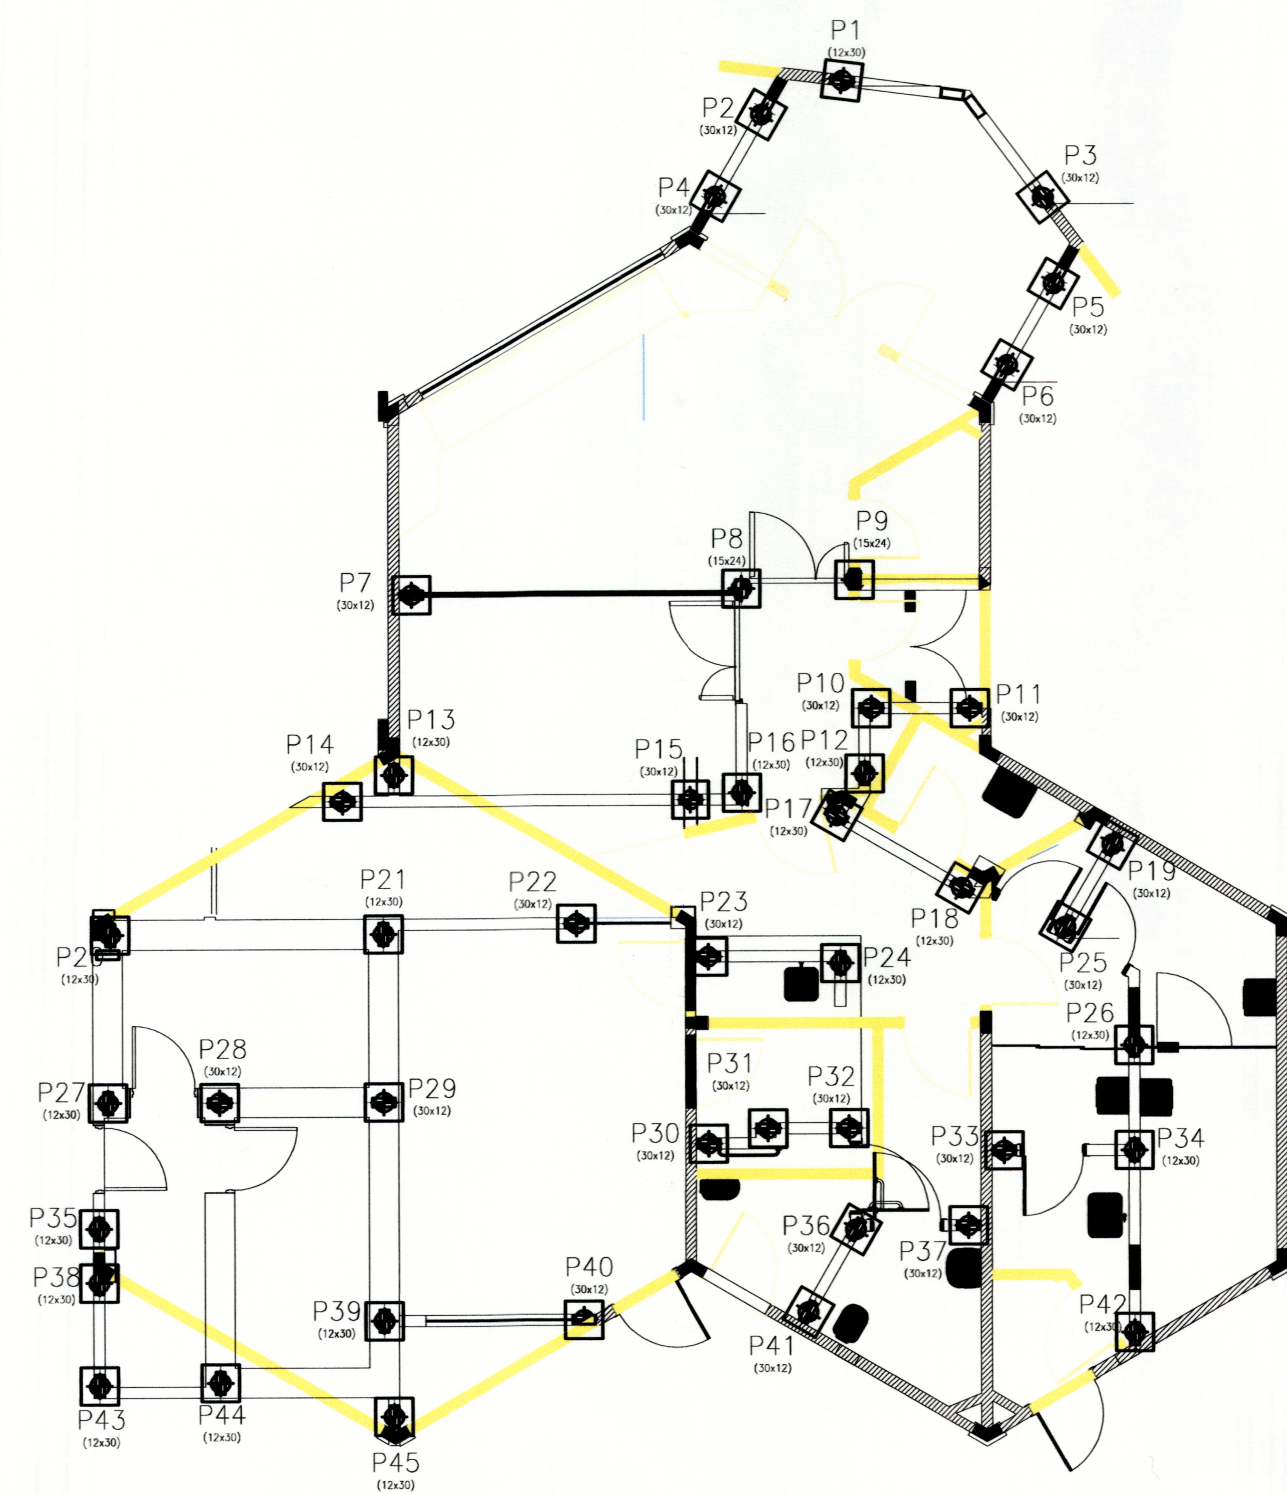 P1
(12x30)
P2
(30x12)
P3
(30x12)
P4
(30x12)
P5
(30x12)
P6
(30x12)
P7
(30x12)
P8
(15x24)
P9
(15x24)
P10
(30x12)
P11
(30x12)
P12
(12x30)
P13
(12x30)
P14
(30x12)
P15
(30x12)
P16
(12x30)
P17
(12x30)
P18
(12x30)
P19
(30x12)
(12x30)
P21
(12x30)
P22
(30x12)
P23
(30x12)
P24
(12x30)
P25
(30x12)
P26
(12x30)
P27
(12x30)
P28
(30x12)
P29
(30x12)
P30
(30x12)
P31
(30x12)
P32
(30x12)
P33
(30x12)
P34
(12x30)
P35
(12x30)
P36
(30x12)
P37
(30x12)
P38
(12x30)
P39
(12x30)
P40
(30x12)
P41
(30x12)
P42
(12x30)
P43
(12x30)
P44
(12x30)
P45
(12x30)